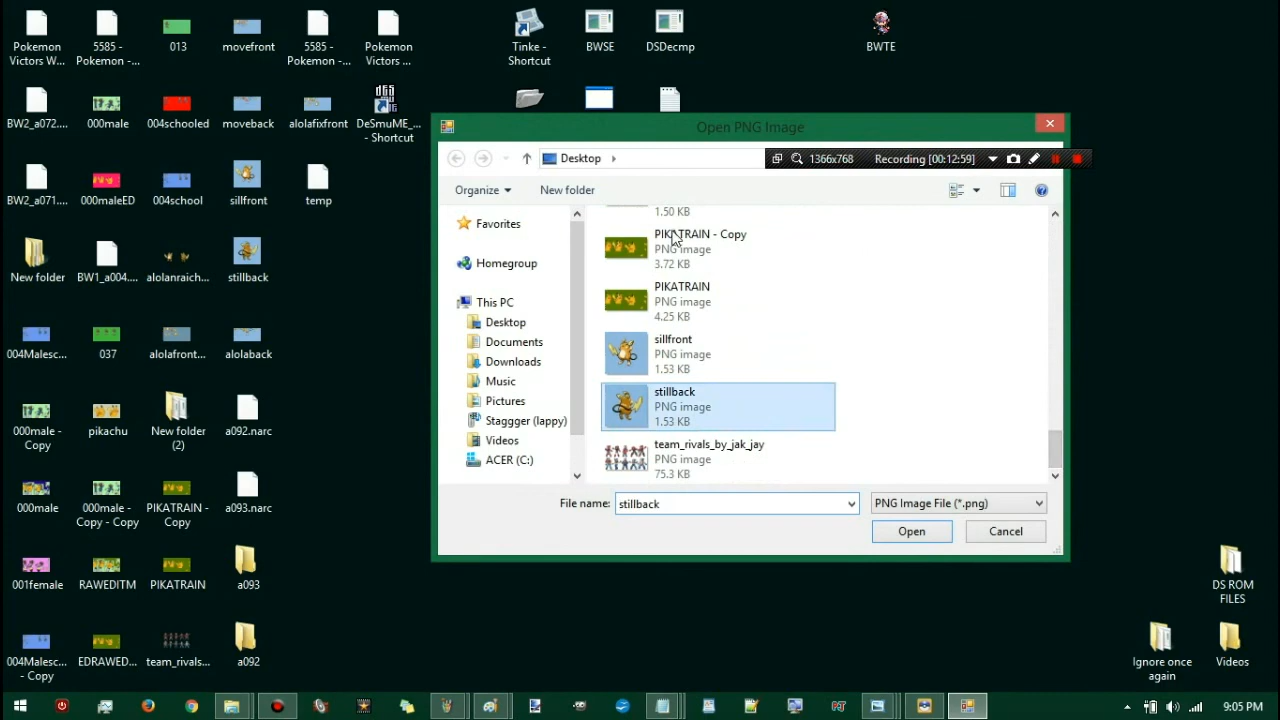 Pokemon
Victors W...
5585 -
Pokemon -...
013
movefront
5585 -
Pokemon -...
Pokemon
Victors ...
Tinke -
Shortcut
BWSE
DSDecmp
BWTE
BW2_a072....
000male
004schooled
moveback
alolafixfront
DeSmuME_...
- Shortcut
BW2_a071....
000maleED
004school
sillfront
temp
New folder
BW1_a004....
alolanraich...
stillback
004Malesc...
037
alolafront...
alolaback
000male -
Copy
pikachu
New folder
(2)
a092.narc
000male
000male -
Copy - Copy
PIKATRAIN -
Copy
a093.narc
001female
RAWEDITM
PIKATRAIN
a093
004Malesc...
- Copy
EDRAWED...
team_rivals...
a092
Open PNG Image
Desktop
1366x768
Recording [00:12:59]
Organize
New folder
Favorites
Homegroup
This PC
Desktop
Documents
Downloads
Music
Pictures
Staggger (lappy)
Videos
ACER (C:)
1.50 KB
PIKATRAIN - Copy
PNG image
3.72 KB
PIKATRAIN
PNG image
4.25 KB
sillfront
PNG image
1.53 KB
stillback
PNG image
1.53 KB
team_rivals_by_jak_jay
PNG image
75.3 KB
File name:
stillback
PNG Image File (*.png)
Open
Cancel
DS ROM
FILES
Ignore once
again
Videos
9:05 PM